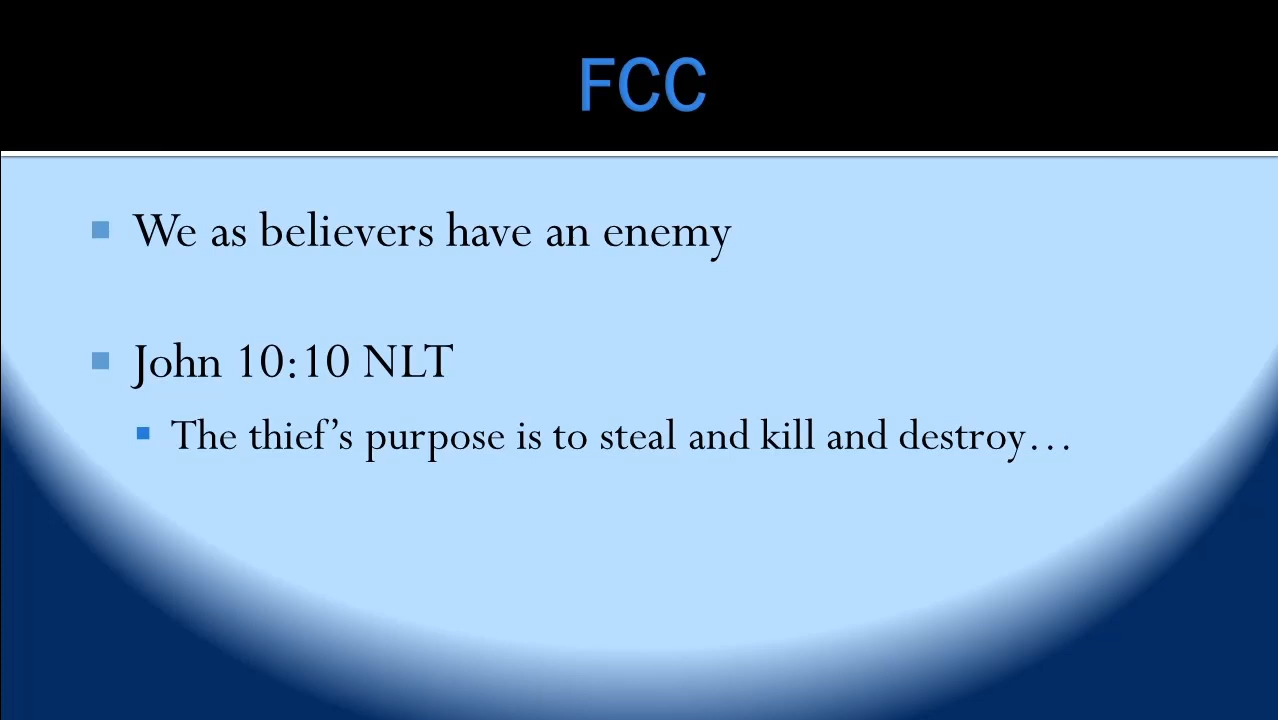 FCC
We as believers have an enemy
John 10:10 NLT
The thief’s purpose is to steal and kill and destroy…